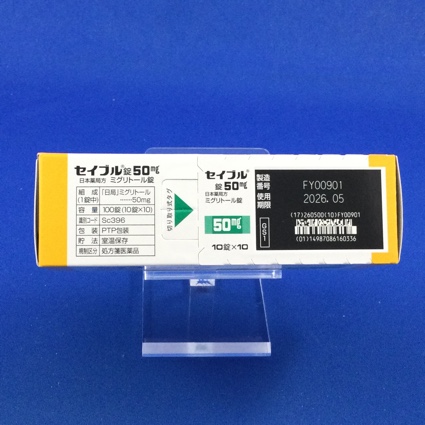 セイブル®錠50㎎
日本薬局方 ミグリトール錠
組成(1錠中) 「日局」ミグリトール……50mg
容量 100錠(10錠×10)
識別コード Sc396
包装 PTP包装
貯法 室温保存
規制区分 処方箋医薬品
切り取り式タグ
セイブル®
錠50㎎
日本薬局方
ミグリトール錠
50㎎
10錠×10
製造番号 FY00901
使用期限 2026.05
GS1
(17)260500(10)FY00901
(01)14987086160336